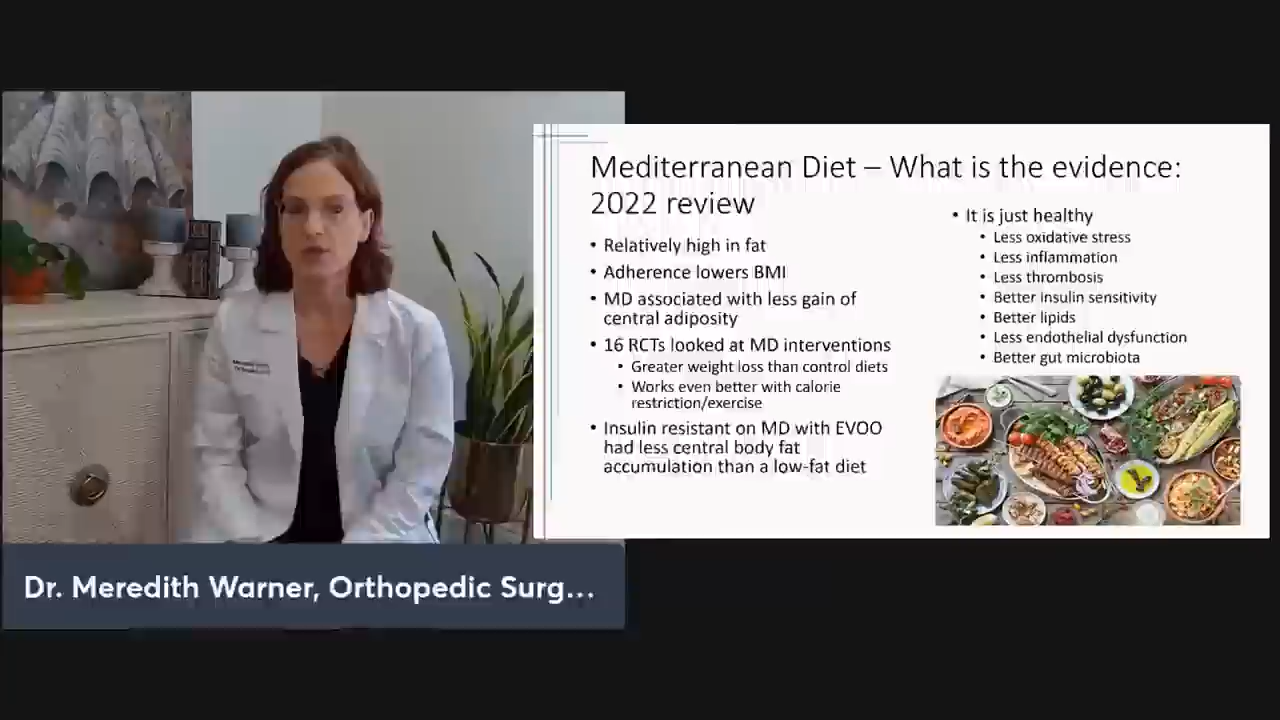 Mediterranean Diet – What is the evidence:
2022 review
• Relatively high in fat
• Adherence lowers BMI
• MD associated with less gain of
central adiposity
• 16 RCTs looked at MD interventions
• Greater weight loss than control diets
• Works even better with calorie
restriction/exercise
• Insulin resistant on MD with EVOO
had less central body fat
accumulation than a low-fat diet
• It is just healthy
• Less oxidative stress
• Less inflammation
• Less thrombosis
• Better insulin sensitivity
• Better lipids
• Less endothelial dysfunction
• Better gut microbiota
Dr. Meredith Warner, Orthopedic Surg...